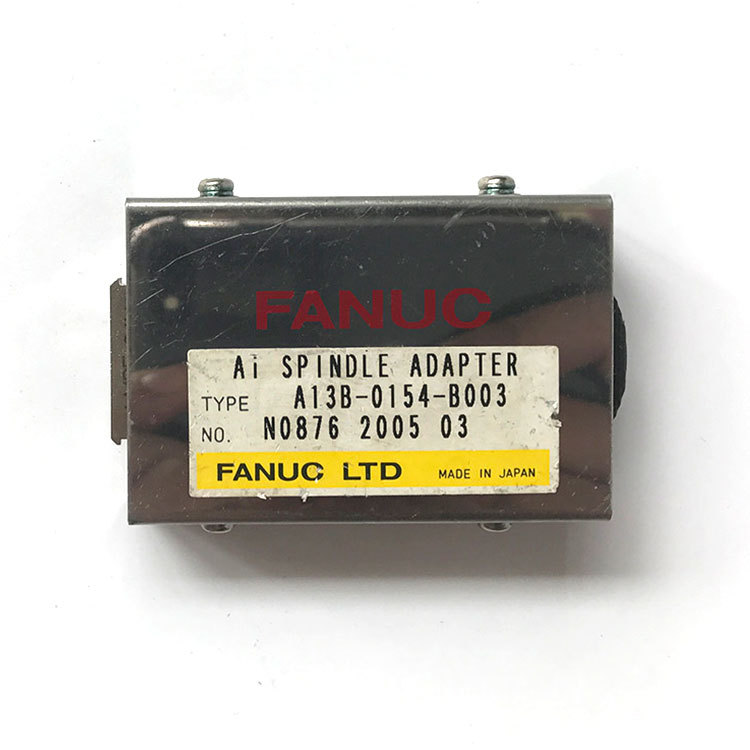 FANUC
Ai SPINDLE ADAPTER
TYPE A13B-0154-B003
NO. N0876 2005 03
FANUC LTD MADE IN JAPAN